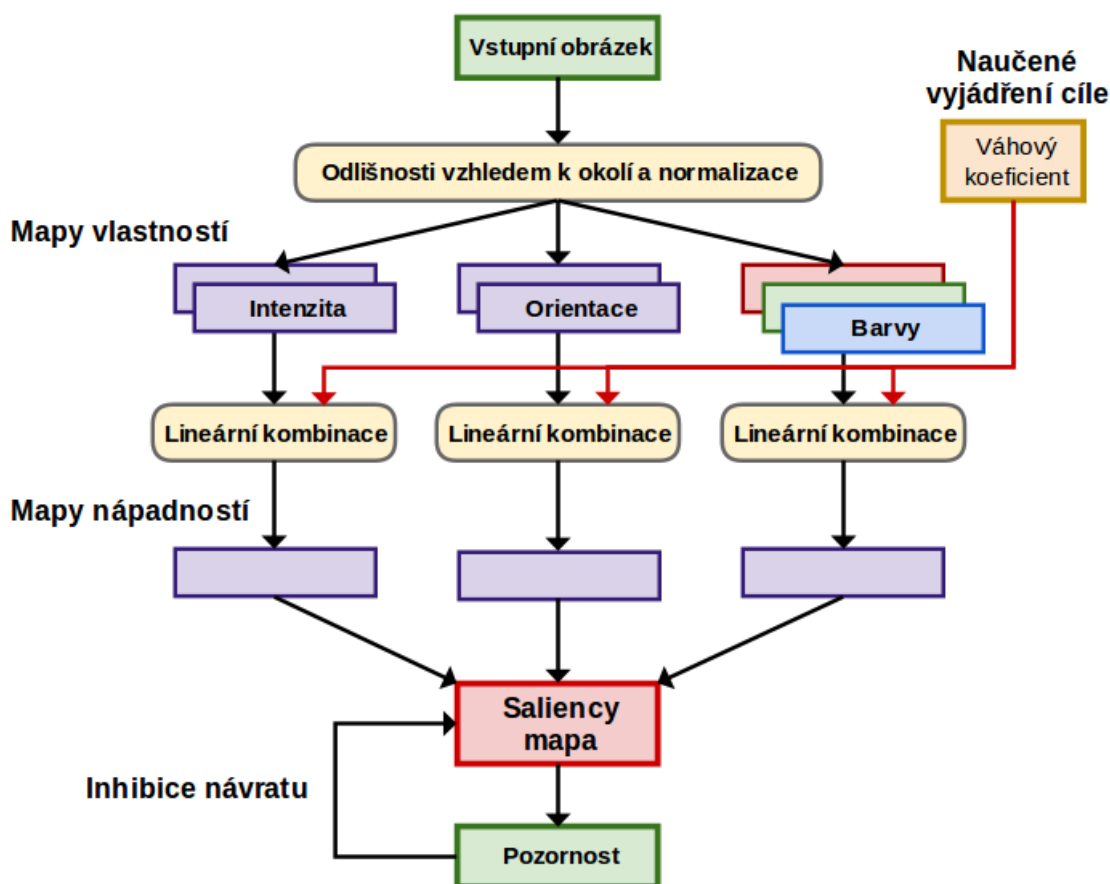 Vstupní obrázek
Naučené
vyjádření cíle
Váhový
koeficient
Odlišnosti vzhledem k okolí a normalizace
Mapy vlastností
Intenzita
Orientace
Barvy
Lineární kombinace
Lineární kombinace
Lineární kombinace
Mapy nápadností
Saliency
mapa
Inhibice návratu
Pozornost